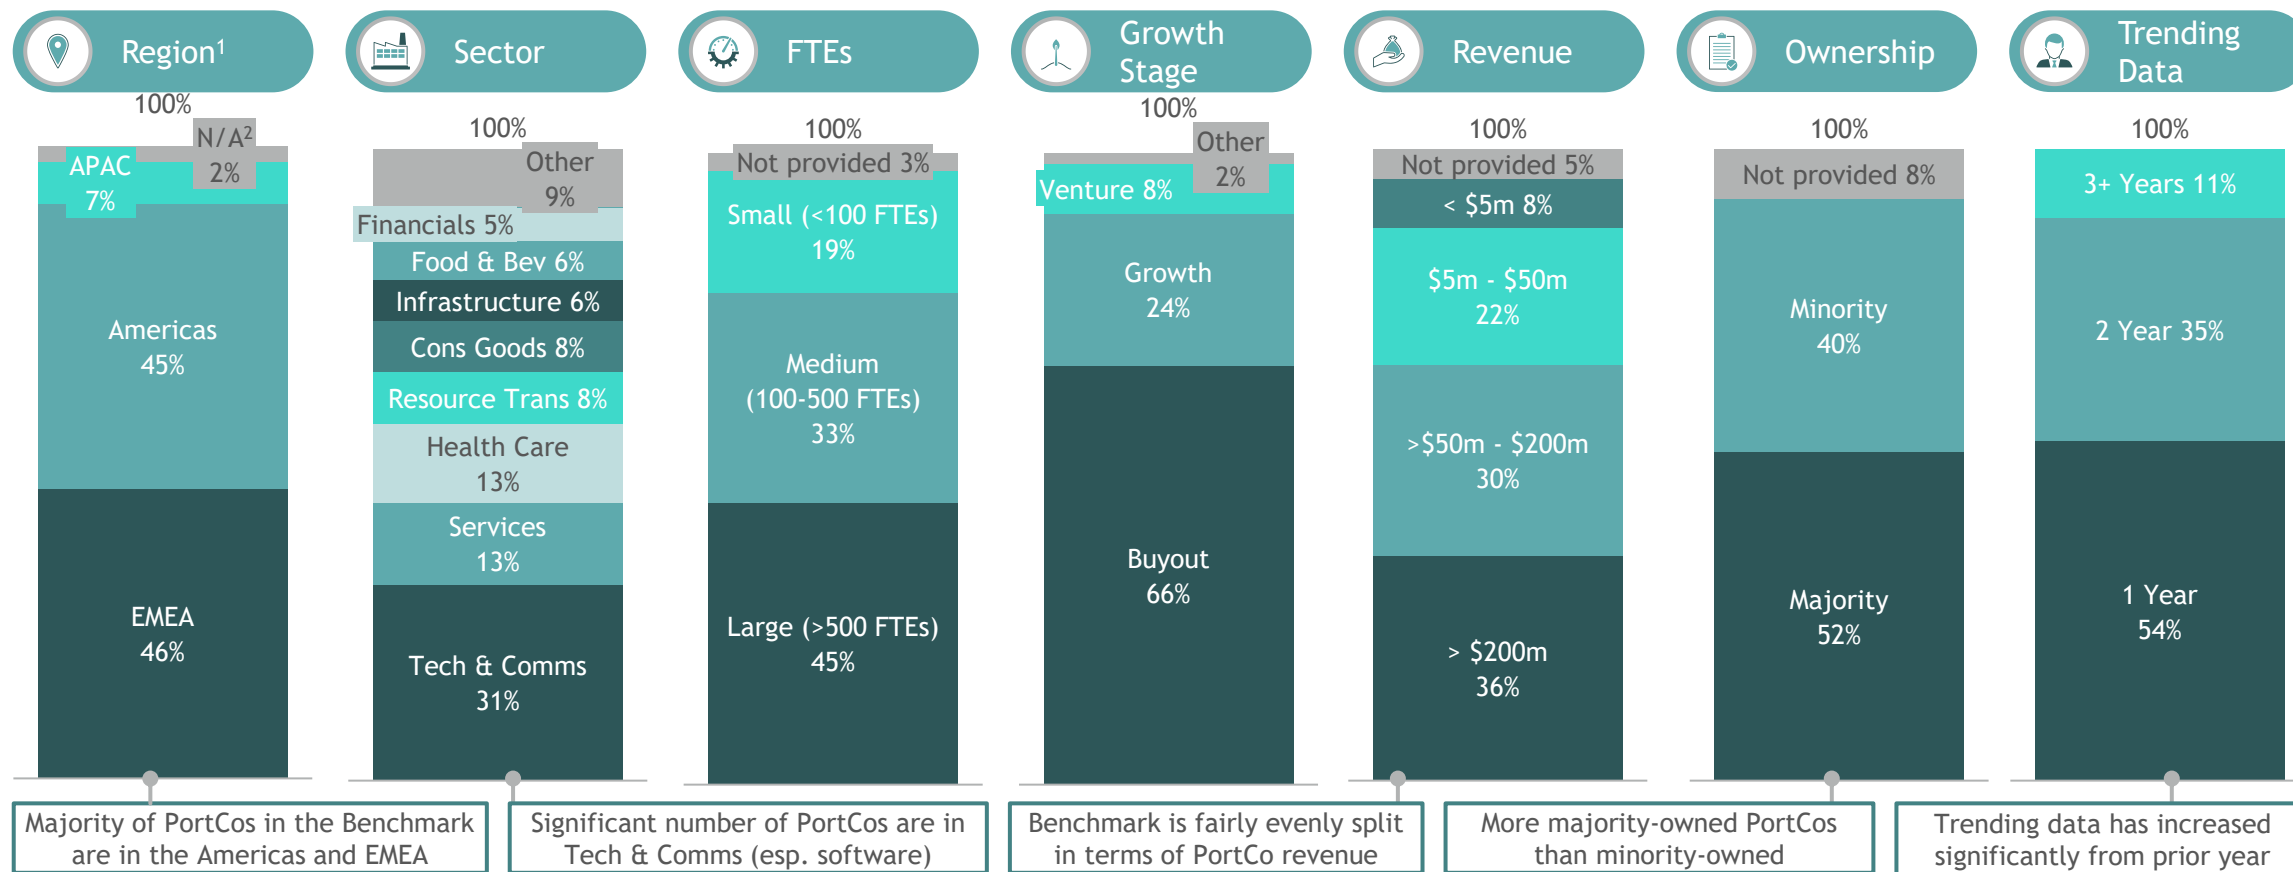 Region¹
100%
N/A²
2%
APAC
7%
Americas
45%
EMEA
46%
Majority of PortCos in the Benchmark
are in the Americas and EMEA
Sector
100%
Other
9%
Financials 5%
Food & Bev 6%
Infrastructure 6%
Cons Goods 8%
Resource Trans 8%
Health Care
13%
Services
13%
Tech & Comms
31%
Significant number of PortCos are in
Tech & Comms (esp. software)
FTEs
100%
Not provided 3%
Small (<100 FTEs)
19%
Medium
(100-500 FTEs)
33%
Large (>500 FTEs)
45%
Growth
Stage
100%
Other
2%
Venture 8%
Growth
24%
Buyout
66%
Revenue
100%
Not provided 5%
< $5m 8%
$5m - $50m
22%
>$50m - $200m
30%
> $200m
36%
Benchmark is fairly evenly split
in terms of PortCo revenue
Ownership
100%
Not provided 8%
Minority
40%
Majority
52%
More majority-owned PortCos
than minority-owned
Trending
Data
100%
3+ Years 11%
2 Year 35%
1 Year
54%
Trending data has increased
significantly from prior year